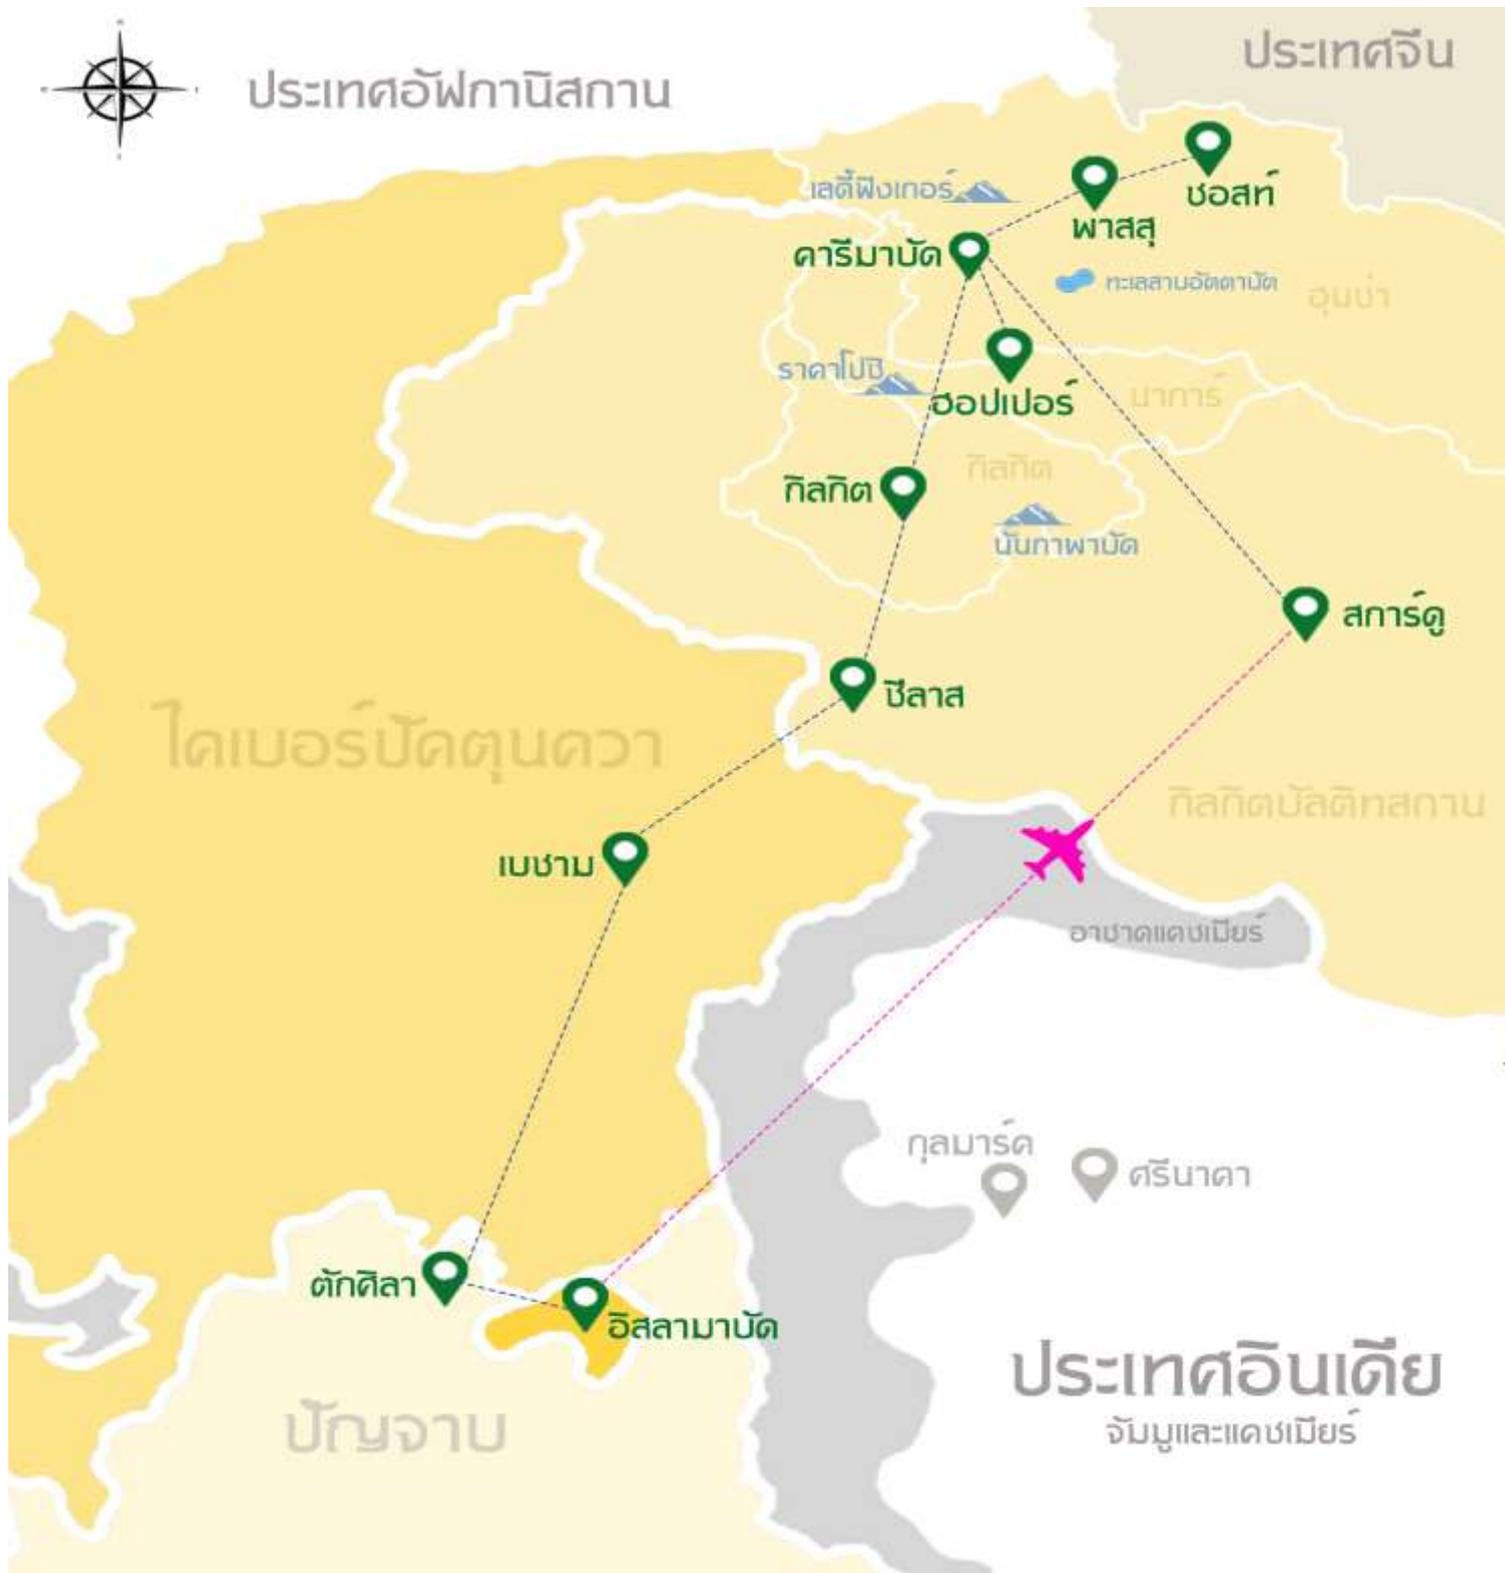 ประเทศจีน
ประเทศอัฟกานิสถาน
ซอสท์
เลดี้ฟิงเกอร์
พาสสุ
คารีมาบัด
ทะเลสาบอัตตาบัด
ฮุนซ่า
ราคาโปชิ
ฮอปเปอร์
นาการ์
กิลกิต
กิลกิต
นันกาพาบัด
สการ์ดู
ชีลาส
ไคเบอร์ปัคตุนควา
กิลกิตบัลติทสถาน
เบชาม
อาซาดแคชเมียร์
กุลมาร์ค
ศรีนาคา
ตักศิลา
อิสลามาบัด
ประเทศอินเดีย
ปัญจาบ
จัมมูและแคชเมียร์